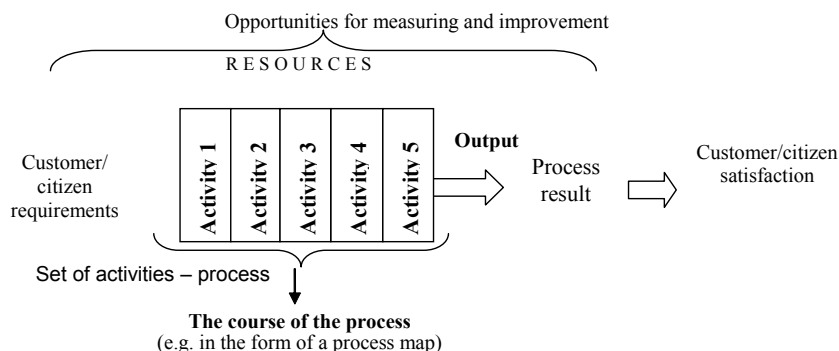 Opportunities for measuring and improvement
RESOURCES
Customer/
citizen
requirements
Activity 1
Activity 2
Activity 3
Activity 4
Activity 5
Output
Process
result
Customer/citizen
satisfaction
Set of activities – process
The course of the process
(e.g. in the form of a process map)